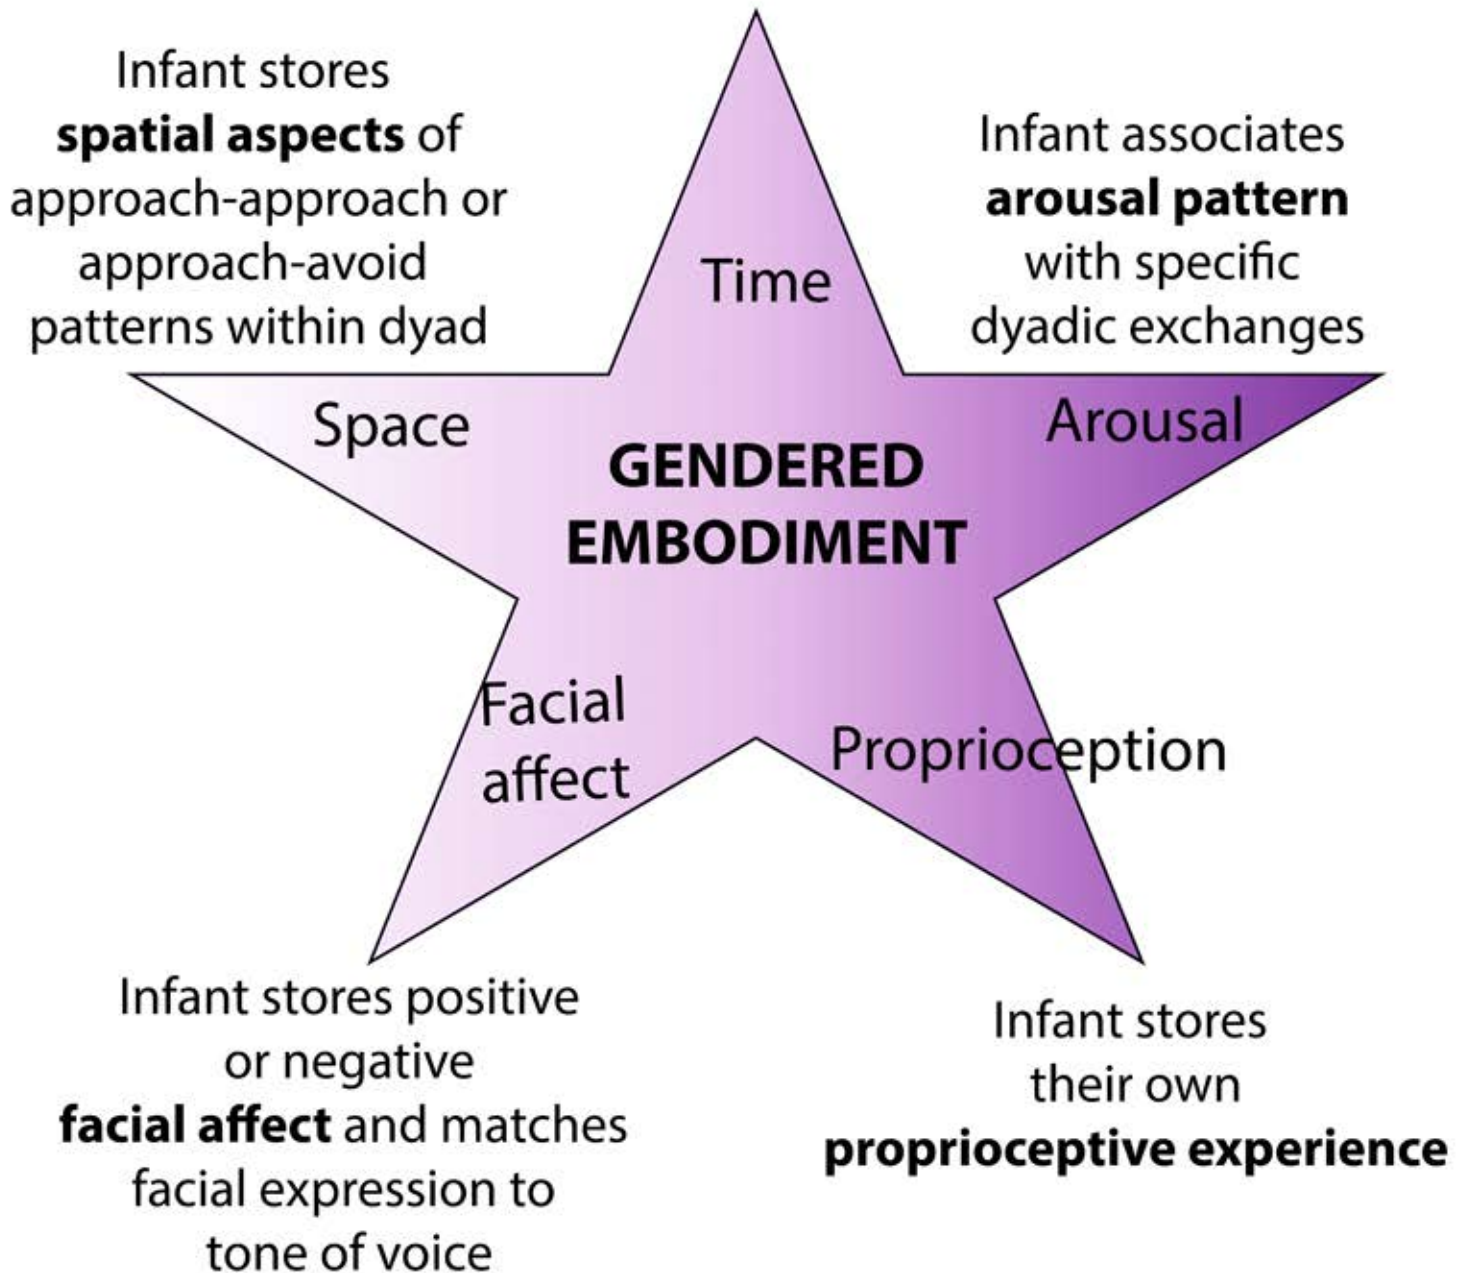 Infant stores
spatial aspects of
approach-approach or
approach-avoid
patterns within dyad
Infant associates
arousal pattern
with specific
dyadic exchanges
Time
Space
Arousal
GENDERED
EMBODIMENT
Facial
affect
Proprioception
Infant stores positive
or negative
facial affect and matches
facial expression to
tone of voice
Infant stores
their own
proprioceptive experience